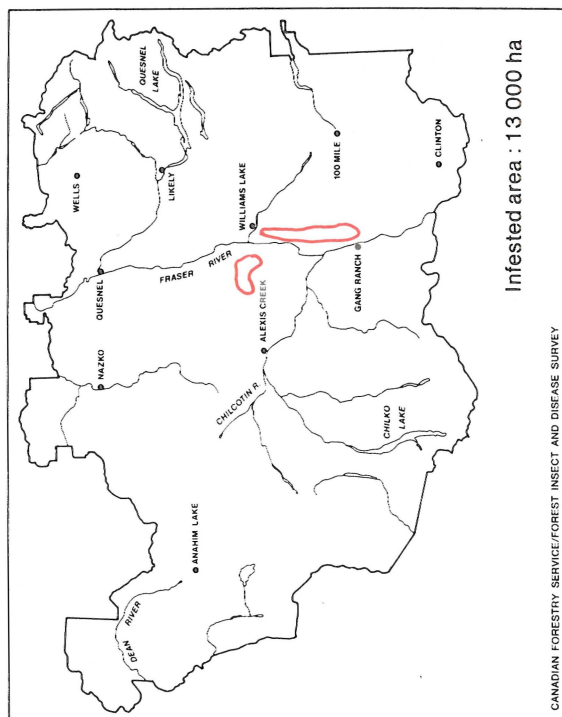 QUESNEL
LAKE
WELLS
LIKELY
100 MILE
CLINTON
WILLIAMS LAKE
QUESNEL
FRASER
RIVER
GANG RANCH
ALEXIS CREEK
NAZKO
CHILCOTIN R.
CHILKO
LAKE
ANAHIM LAKE
DEAN
RIVER
Infested area : 13 000 ha
CANADIAN FORESTRY SERVICE/FOREST INSECT AND DISEASE SURVEY